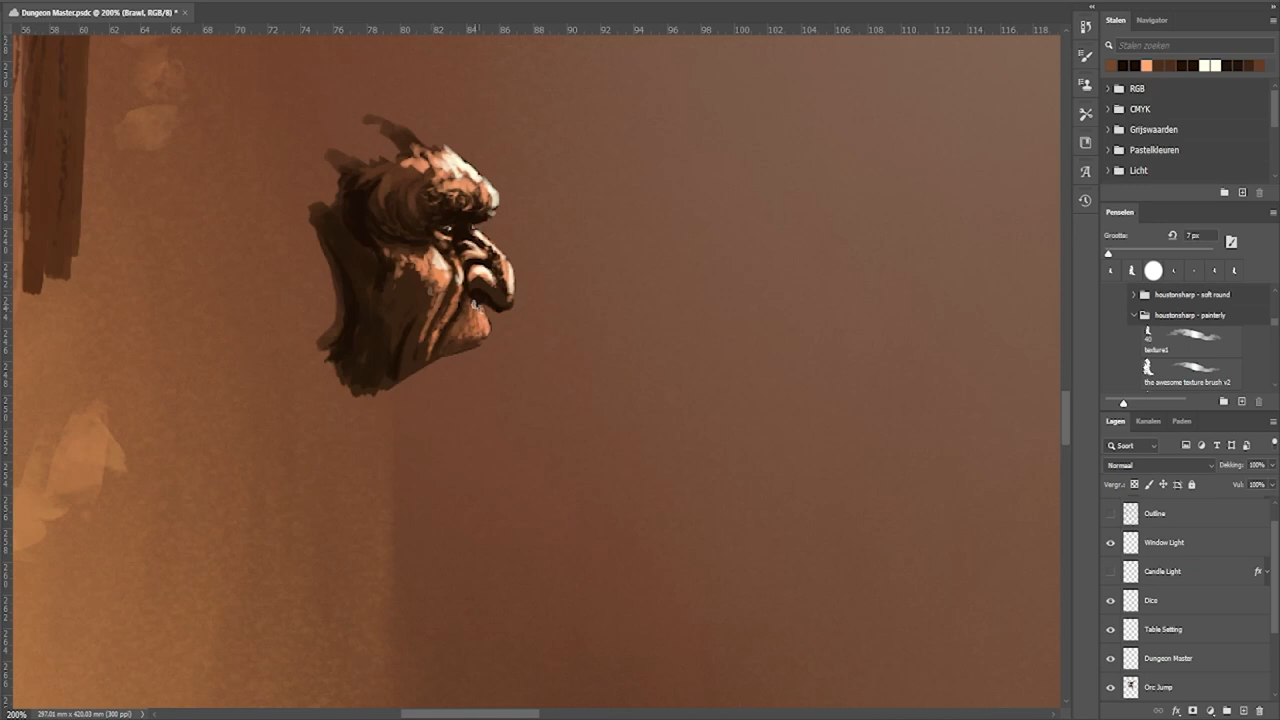 Dungeon Master.psdc @ 200% (Brawl, RGB/8) * ×
56 58 60 62 64 66 68 70 72 74 76 78 80 82 84 86 88 90 92 94 96 98 100 102 104 106 108 110 112 114 116 118
Stalen Navigator
Stalen zoeken
RGB
CMYK
Grijswaarden
Pastelkleuren
Licht
Penselen
Grootte: 7 px
houstonsharp - soft round
houstonsharp - painterly
40
texture1
the awesome texture brush v2
Lagen Kanalen Paden
Soort
Normaal Dekking: 100%
Vergr.: Vul: 100%
Outline
Window Light
Candle Light fx
Dice
Table Setting
Dungeon Master
Orc Jump
200% 297,01 mm x 420,03 mm (300 ppi)